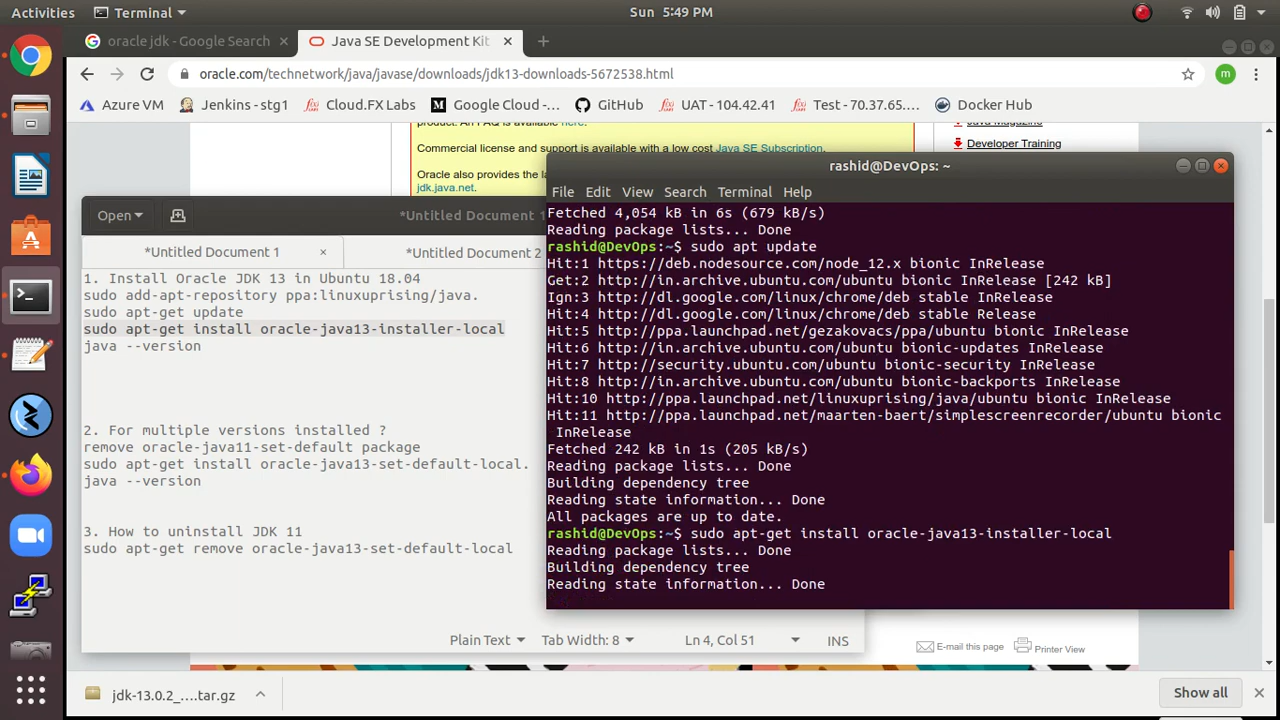 Activities
Terminal
Sun 5:49 PM
oracle jdk - Google Search
Java SE Development Kit
oracle.com/technetwork/java/javase/downloads/jdk13-downloads-5672538.html
m
Azure VM
Jenkins - stg1
Cloud.FX Labs
Google Cloud -...
GitHub
UAT - 104.42.41
Test - 70.37.65....
Docker Hub
product. An FAQ is available here.
Commercial license and support is available with a low cost Java SE Subscription.
Oracle also provides the la
jdk.java.net.
Java Magazine
Developer Training
Open
*Untitled Document 1
*Untitled Document 1
*Untitled Document 2
1. Install Oracle JDK 13 in Ubuntu 18.04
sudo add-apt-repository ppa:linuxuprising/java.
sudo apt-get update
sudo apt-get install oracle-java13-installer-local
java --version
2. For multiple versions installed ?
remove oracle-java11-set-default package
sudo apt-get install oracle-java13-set-default-local.
java --version
3. How to uninstall JDK 11
sudo apt-get remove oracle-java13-set-default-local
Plain Text
Tab Width: 8
Ln 4, Col 51
INS
rashid@DevOps: ~
File Edit View Search Terminal Help
Fetched 4,054 kB in 6s (679 kB/s)
Reading package lists... Done
rashid@DevOps:~$ sudo apt update
Hit:1 https://deb.nodesource.com/node_12.x bionic InRelease
Get:2 http://in.archive.ubuntu.com/ubuntu bionic InRelease [242 kB]
Ign:3 http://dl.google.com/linux/chrome/deb stable InRelease
Hit:4 http://dl.google.com/linux/chrome/deb stable Release
Hit:5 http://ppa.launchpad.net/gezakovacs/ppa/ubuntu bionic InRelease
Hit:6 http://in.archive.ubuntu.com/ubuntu bionic-updates InRelease
Hit:7 http://security.ubuntu.com/ubuntu bionic-security InRelease
Hit:8 http://in.archive.ubuntu.com/ubuntu bionic-backports InRelease
Hit:10 http://ppa.launchpad.net/linuxuprising/java/ubuntu bionic InRelease
Hit:11 http://ppa.launchpad.net/maarten-baert/simplescreenrecorder/ubuntu bionic
InRelease
Fetched 242 kB in 1s (205 kB/s)
Reading package lists... Done
Building dependency tree
Reading state information... Done
All packages are up to date.
rashid@DevOps:~$ sudo apt-get install oracle-java13-installer-local
Reading package lists... Done
Building dependency tree
Reading state information... Done
E-mail this page
Printer View
jdk-13.0.2_....tar.gz
Show all